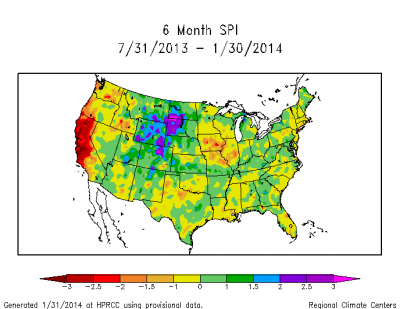 6 Month SPI
7/31/2013 - 1/30/2014
-3 -2.5 -2 -1.5 -1 0 1 1.5 2 2.5 3
Generated 1/31/2014 at HPRCC using provisional data. Regional Climate Centers